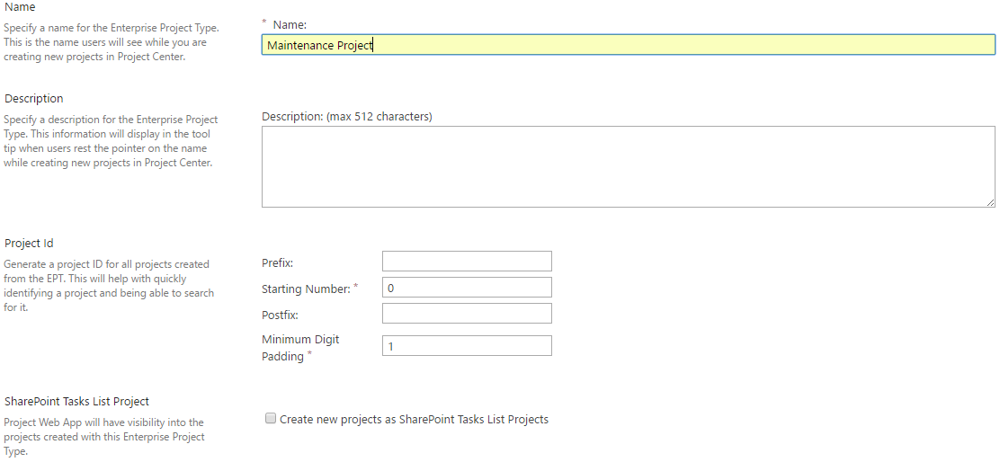 Name
Specify a name for the Enterprise Project Type.
This is the name users will see while you are
creating new projects in Project Center.
* Name:
Maintenance Project
Description
Specify a description for the Enterprise Project
Type. This information will display in the tool
tip when users rest the pointer on the name
while creating new projects in Project Center.
Description: (max 512 characters)
Project Id
Generate a project ID for all projects created
from the EPT. This will help with quickly
identifying a project and being able to search
for it.
Prefix:
Starting Number: *
0
Postfix:
Minimum Digit
Padding *
1
SharePoint Tasks List Project
Project Web App will have visibility into the
projects created with this Enterprise Project
Type.
Create new projects as SharePoint Tasks List Projects